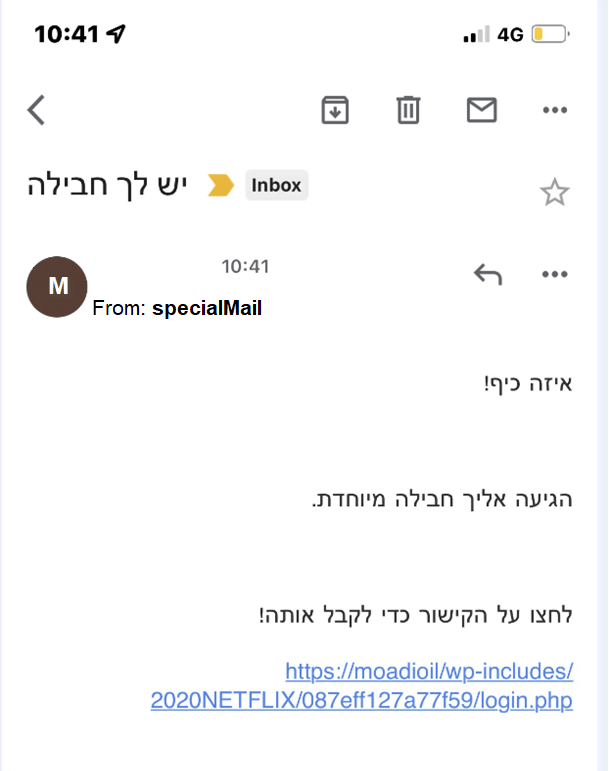 10:41 4G
יש לך חבילה Inbox
10:41
M
From: specialMail
איזה כיף!
הגיעה אליך חבילה מיוחדת.
לחצו על הקישור כדי לקבל אותה!
https://moadioil/wp-includes/
2020NETFLIX/087eff127a77f59/login.php